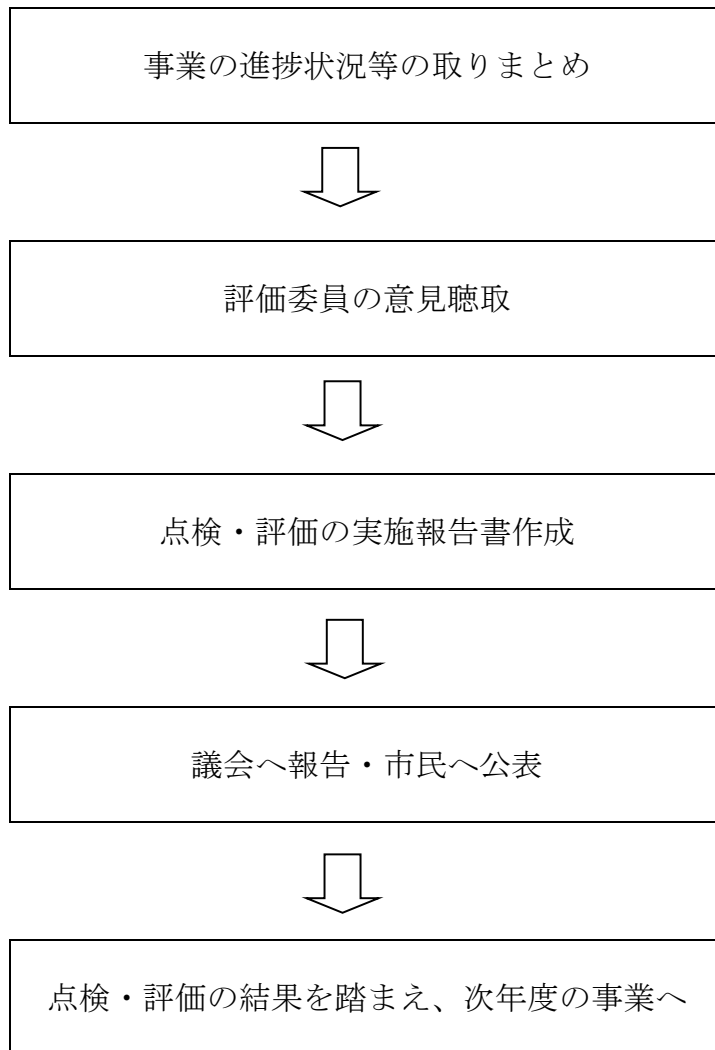 事業の進捗状況等の取りまとめ
評価委員の意見聴取
点検・評価の実施報告書作成
議会へ報告・市民へ公表
点検・評価の結果を踏まえ、次年度の事業へ